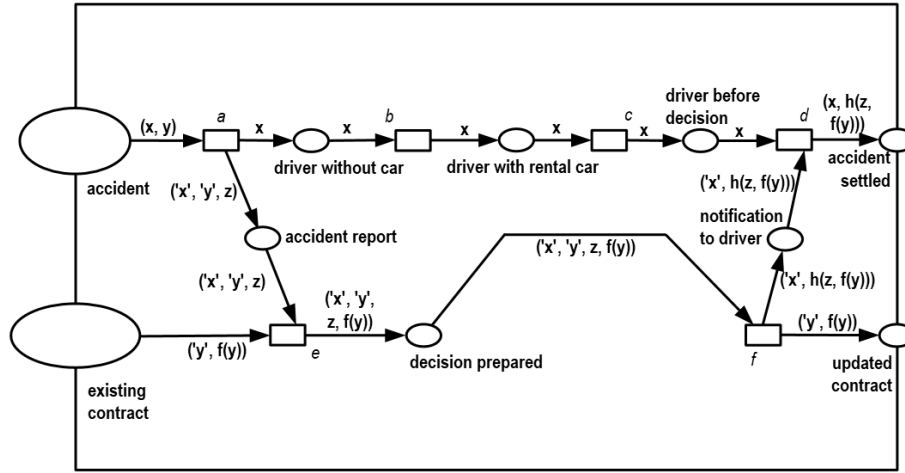 driver before
decision
(x, h(z,
f(y)))
a
b
c
d
(x, y)
x
x
x
x
x
x
accident
driver without car
driver with rental car
accident
settled
('x', 'y', z)
('x', h(z, f(y)))
accident report
notification
to driver
('x', 'y', z, f(y))
('x', 'y', z)
('x', 'y',
z, f(y))
('x', h(z, f(y)))
('y', f(y))
('y', f(y))
e
decision prepared
f
updated
contract
existing
contract